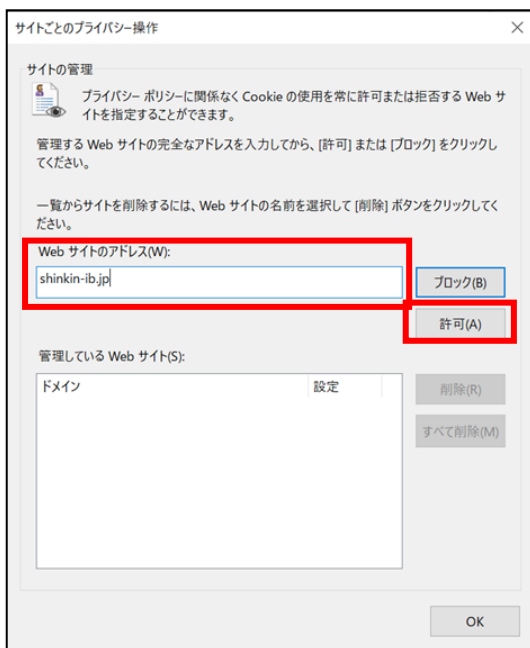 サイトごとのプライバシー操作
サイトの管理
プライバシー ポリシーに関係なく Cookie の使用を常に許可または拒否する Web サ
イトを指定することができます。
管理する Web サイトの完全なアドレスを入力してから、[許可] または [ブロック] をクリックし
てください。
一覧からサイトを削除するには、Web サイトの名前を選択して [削除] ボタンをクリックしてく
ださい。
Web サイトのアドレス(W):
shinkin-ib.jp
ブロック(B)
許可(A)
管理している Web サイト(S):
ドメイン 設定
削除(R)
すべて削除(M)
OK